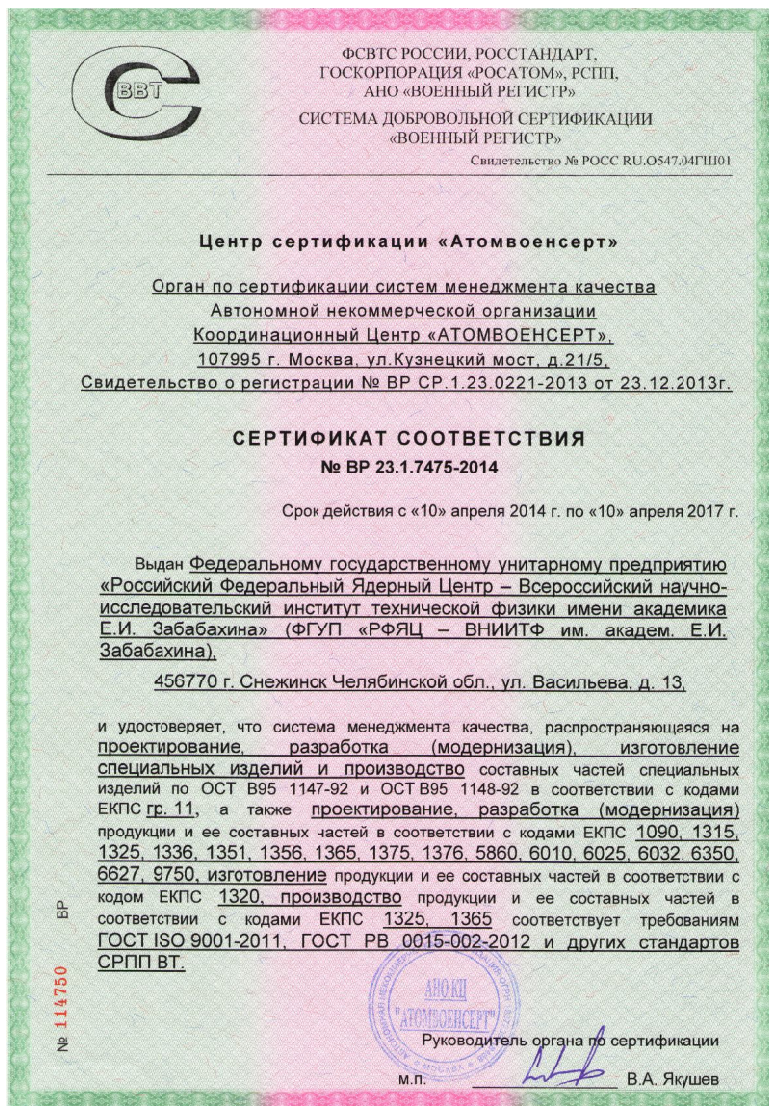 ВВТ
ФСВТС РОССИИ, РОССТАНДАРТ,
ГОСКОРПОРАЦИЯ «РОСАТОМ», РСПП,
АНО «ВОЕННЫЙ РЕГИСТР»
СИСТЕМА ДОБРОВОЛЬНОЙ СЕРТИФИКАЦИИ
«ВОЕННЫЙ РЕГИСТР»
Свидетельство № РОСС RU.О547.04ГШ01
Центр сертификации «Атомвоенсерт»
Орган по сертификации систем менеджмента качества
Автономной некоммерческой организации
Координационный Центр «АТОМВОЕНСЕРТ»,
107995 г. Москва, ул.Кузнецкий мост, д.21/5,
Свидетельство о регистрации № ВР СР.1.23.0221-2013 от 23.12.2013г.
СЕРТИФИКАТ СООТВЕТСТВИЯ
№ ВР 23.1.7475-2014
Срок действия с «10» апреля 2014 г. по «10» апреля 2017 г.
Выдан Федеральному государственному унитарному предприятию
«Российский Федеральный Ядерный Центр – Всероссийский научно-
исследовательский институт технической физики имени академика
Е.И. Забабахина» (ФГУП «РФЯЦ – ВНИИТФ им. академ. Е.И.
Забабахина),
456770 г. Снежинск Челябинской обл., ул. Васильева, д. 13,
и удостоверяет, что система менеджмента качества, распространяющаяся на
проектирование, разработка (модернизация), изготовление
специальных изделий и производство составных частей специальных
изделий по ОСТ В95 1147-92 и ОСТ В95 1148-92 в соответствии с кодами
ЕКПС гр. 11, а также проектирование, разработка (модернизация)
продукции и ее составных частей в соответствии с кодами ЕКПС 1090, 1315,
1325, 1336, 1351, 1356, 1365, 1375, 1376, 5860, 6010, 6025, 6032, 6350,
6627, 9750, изготовление продукции и ее составных частей в соответствии с
кодом ЕКПС 1320, производство продукции и ее составных частей в
соответствии с кодами ЕКПС 1325, 1365 соответствует требованиям
ГОСТ ISO 9001-2011, ГОСТ РВ 0015-002-2012 и других стандартов
СРПП ВТ.
АНО КЦ
"АТОМВОЕНСЕРТ"
МОСКВА
Руководитель органа по сертификации
м.п. В.А. Якушев
№ 114750 ВР